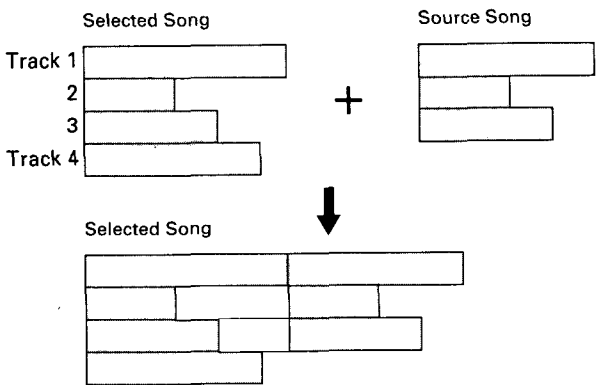 Selected Song
Source Song
Track 1
2
3
Track 4
+
Selected Song